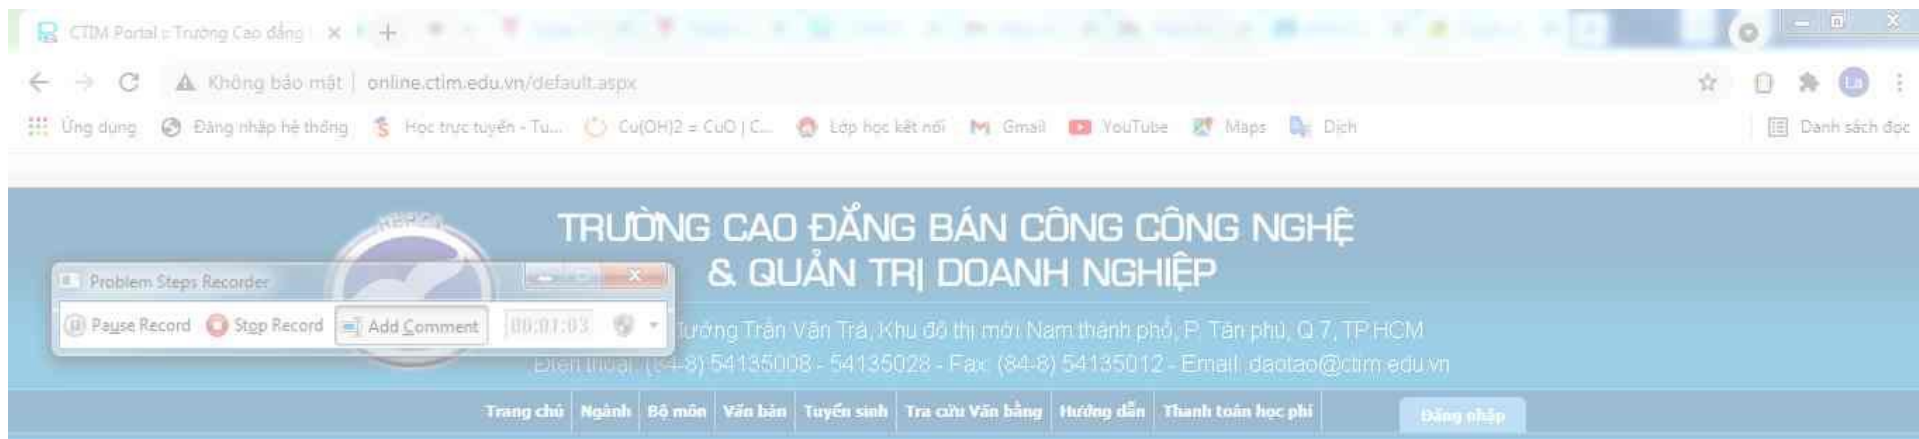 CTIM Portal :: Trường Cao đẳng
Không bảo mật | online.ctim.edu.vn/default.aspx
Ứng dụng Đăng nhập hệ thống Học trực tuyến - Tu... Cu(OH)2 = CuO | C... Lớp học kết nối Gmail YouTube Maps Dịch Danh sách đọc
TRƯỜNG CAO ĐẲNG BÁN CÔNG CÔNG NGHỆ
& QUẢN TRỊ DOANH NGHIỆP
Problem Steps Recorder
Pause Record Stop Record Add Comment 00:01:03
Tướng Trần Văn Trà, Khu đô thị mới Nam thành phố, P. Tân phú, Q.7, TP.HCM
Điện thoại: (84-8) 54135008 - 54135028 - Fax: (84-8) 54135012 - Email: daotao@ctim.edu.vn
Trang chủ Ngành Bộ môn Văn bản Tuyển sinh Tra cứu Văn bằng Hướng dẫn Thanh toán học phí Đăng nhập